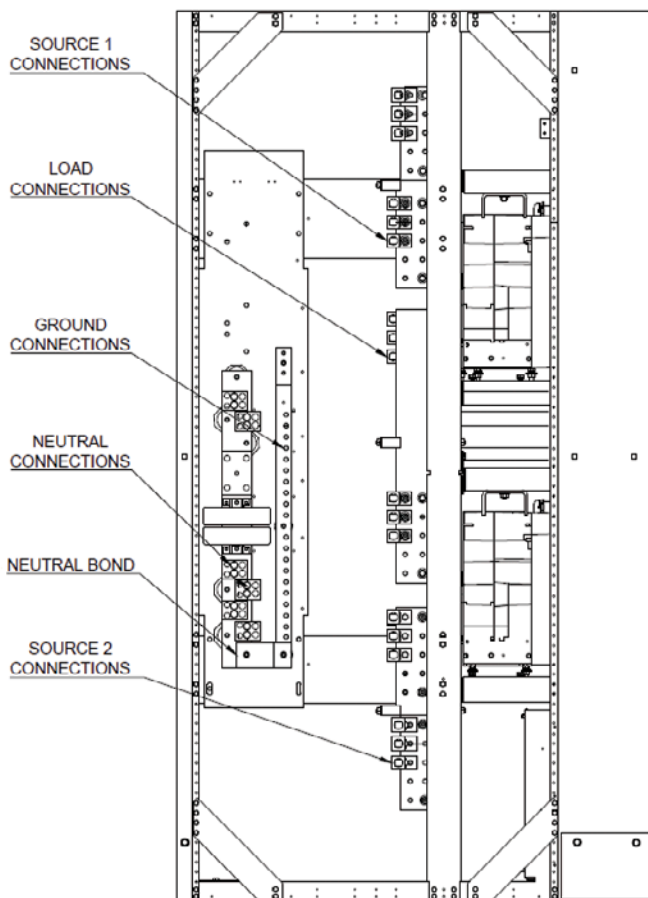 SOURCE 1
CONNECTIONS
LOAD
CONNECTIONS
GROUND
CONNECTIONS
NEUTRAL
CONNECTIONS
NEUTRAL BOND
SOURCE 2
CONNECTIONS